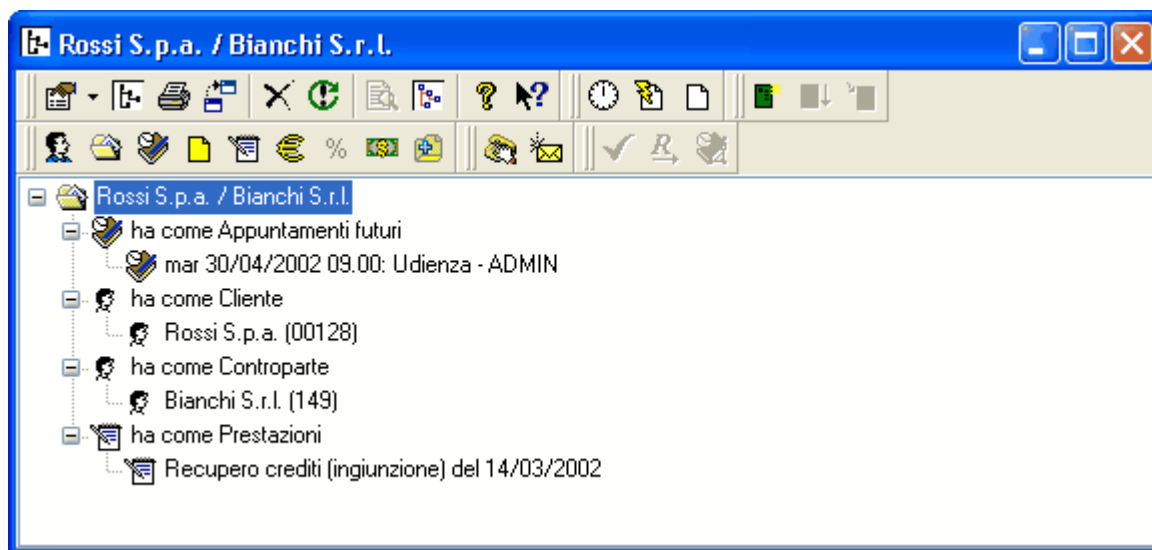 Rossi S.p.a. / Bianchi S.r.l.
Rossi S.p.a. / Bianchi S.r.l.
ha come Appuntamenti futuri
mar 30/04/2002 09.00: Udienza - ADMIN
ha come Cliente
Rossi S.p.a. (00128)
ha come Controparte
Bianchi S.r.l. (149)
ha come Prestazioni
Recupero crediti (ingiunzione) del 14/03/2002